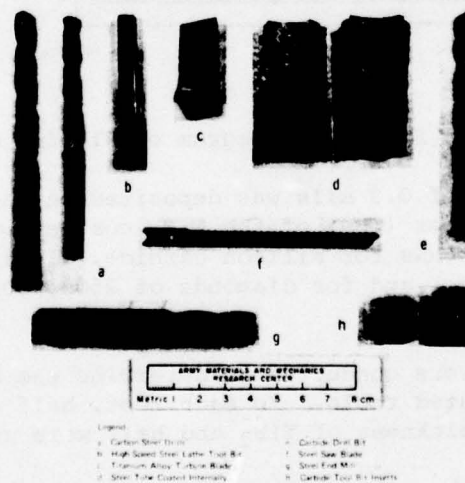 a
b
c
d
e
f
g
h
ARMY MATERIALS AND MECHANICS
RESEARCH CENTER
Metric 1 2 3 4 5 6 7 8 cm
Legend
a Carbon Steel Drills
b High Speed Steel Lathe Tool Bit
c Titanium Alloy Turbine Blade
d Steel Tube Coated Internally
Carbide Drill Bit
f Steel Saw Blade
g Steel End Mill
h Carbide Tool Bit Inserts